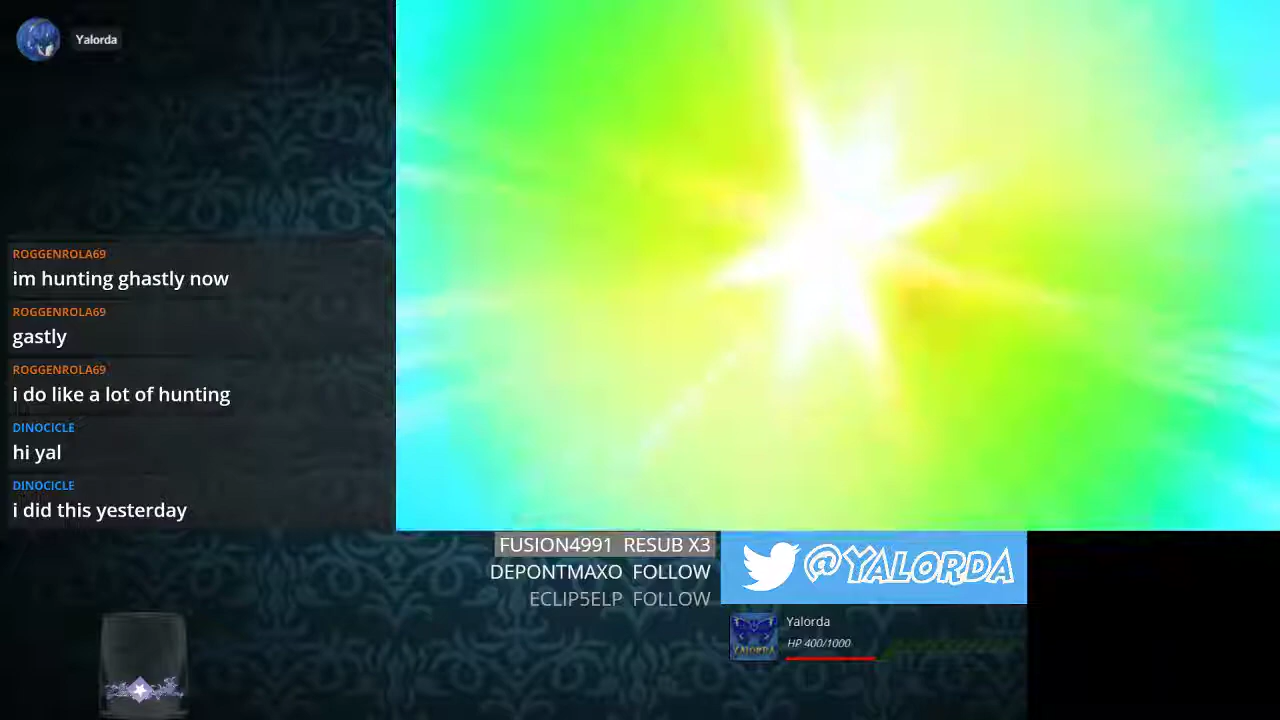 Yalorda
ROGGENROLA69
im hunting ghastly now
ROGGENROLA69
gastly
ROGGENROLA69
i do like a lot of hunting
DINOCICLE
hi yal
DINOCICLE
i did this yesterday
FUSION4991 RESUB X3
DEPONTMAXO FOLLOW
ECLIP5ELP FOLLOW
@YALORDA
Yalorda
HP 400/1000
YALORDA